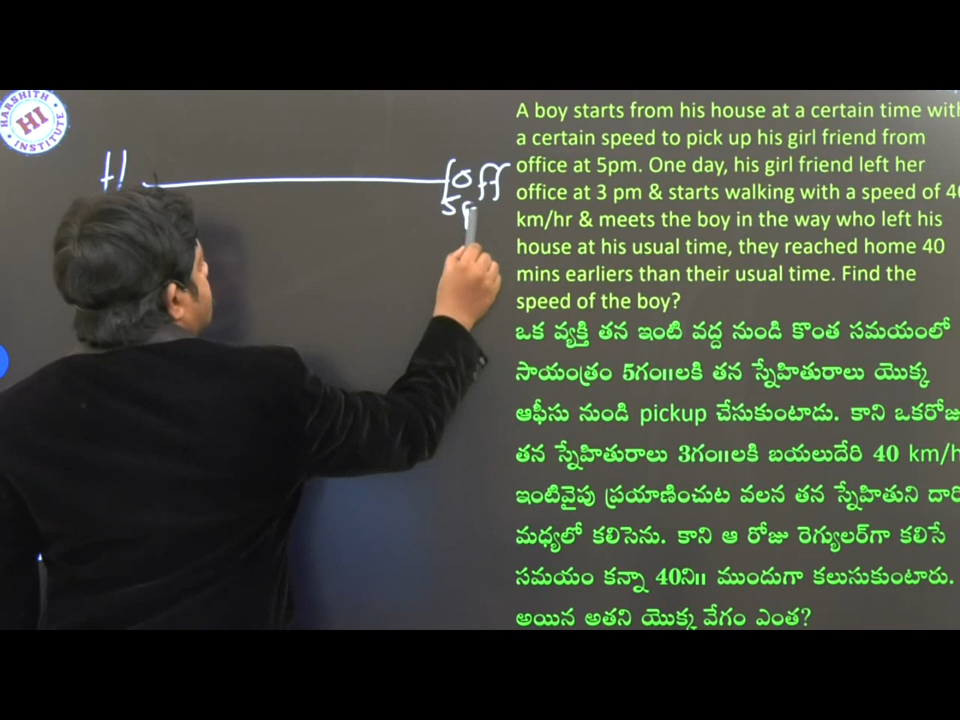 HARSHITH
HI
INSTITUTE
H
Off
5p
A boy starts from his house at a certain time with
a certain speed to pick up his girl friend from
office at 5pm. One day, his girl friend left her
office at 3 pm & starts walking with a speed of 40
km/hr & meets the boy in the way who left his
house at his usual time, they reached home 40
mins earliers than their usual time. Find the
speed of the boy?
ఒక వ్యక్తి తన ఇంటి వద్ద నుండి కొంత సమయంలో
సాయంత్రం 5గం॥లకి తన స్నేహితురాలు యొక్క
ఆఫీసు నుండి pickup చేసుకుంటాడు. కాని ఒకరోజు
తన స్నేహితురాలు 3గం॥లకి బయలుదేరి 40 km/h
ఇంటివైపు ప్రయాణించుట వలన తన స్నేహితుని దారి
మధ్యలో కలిసెను. కాని ఆ రోజు రెగ్యులర్‌గా కలిసే
సమయం కన్నా 40ని॥ ముందుగా కలుసుకుంటారు.
అయిన అతని యొక్క వేగం ఎంత?